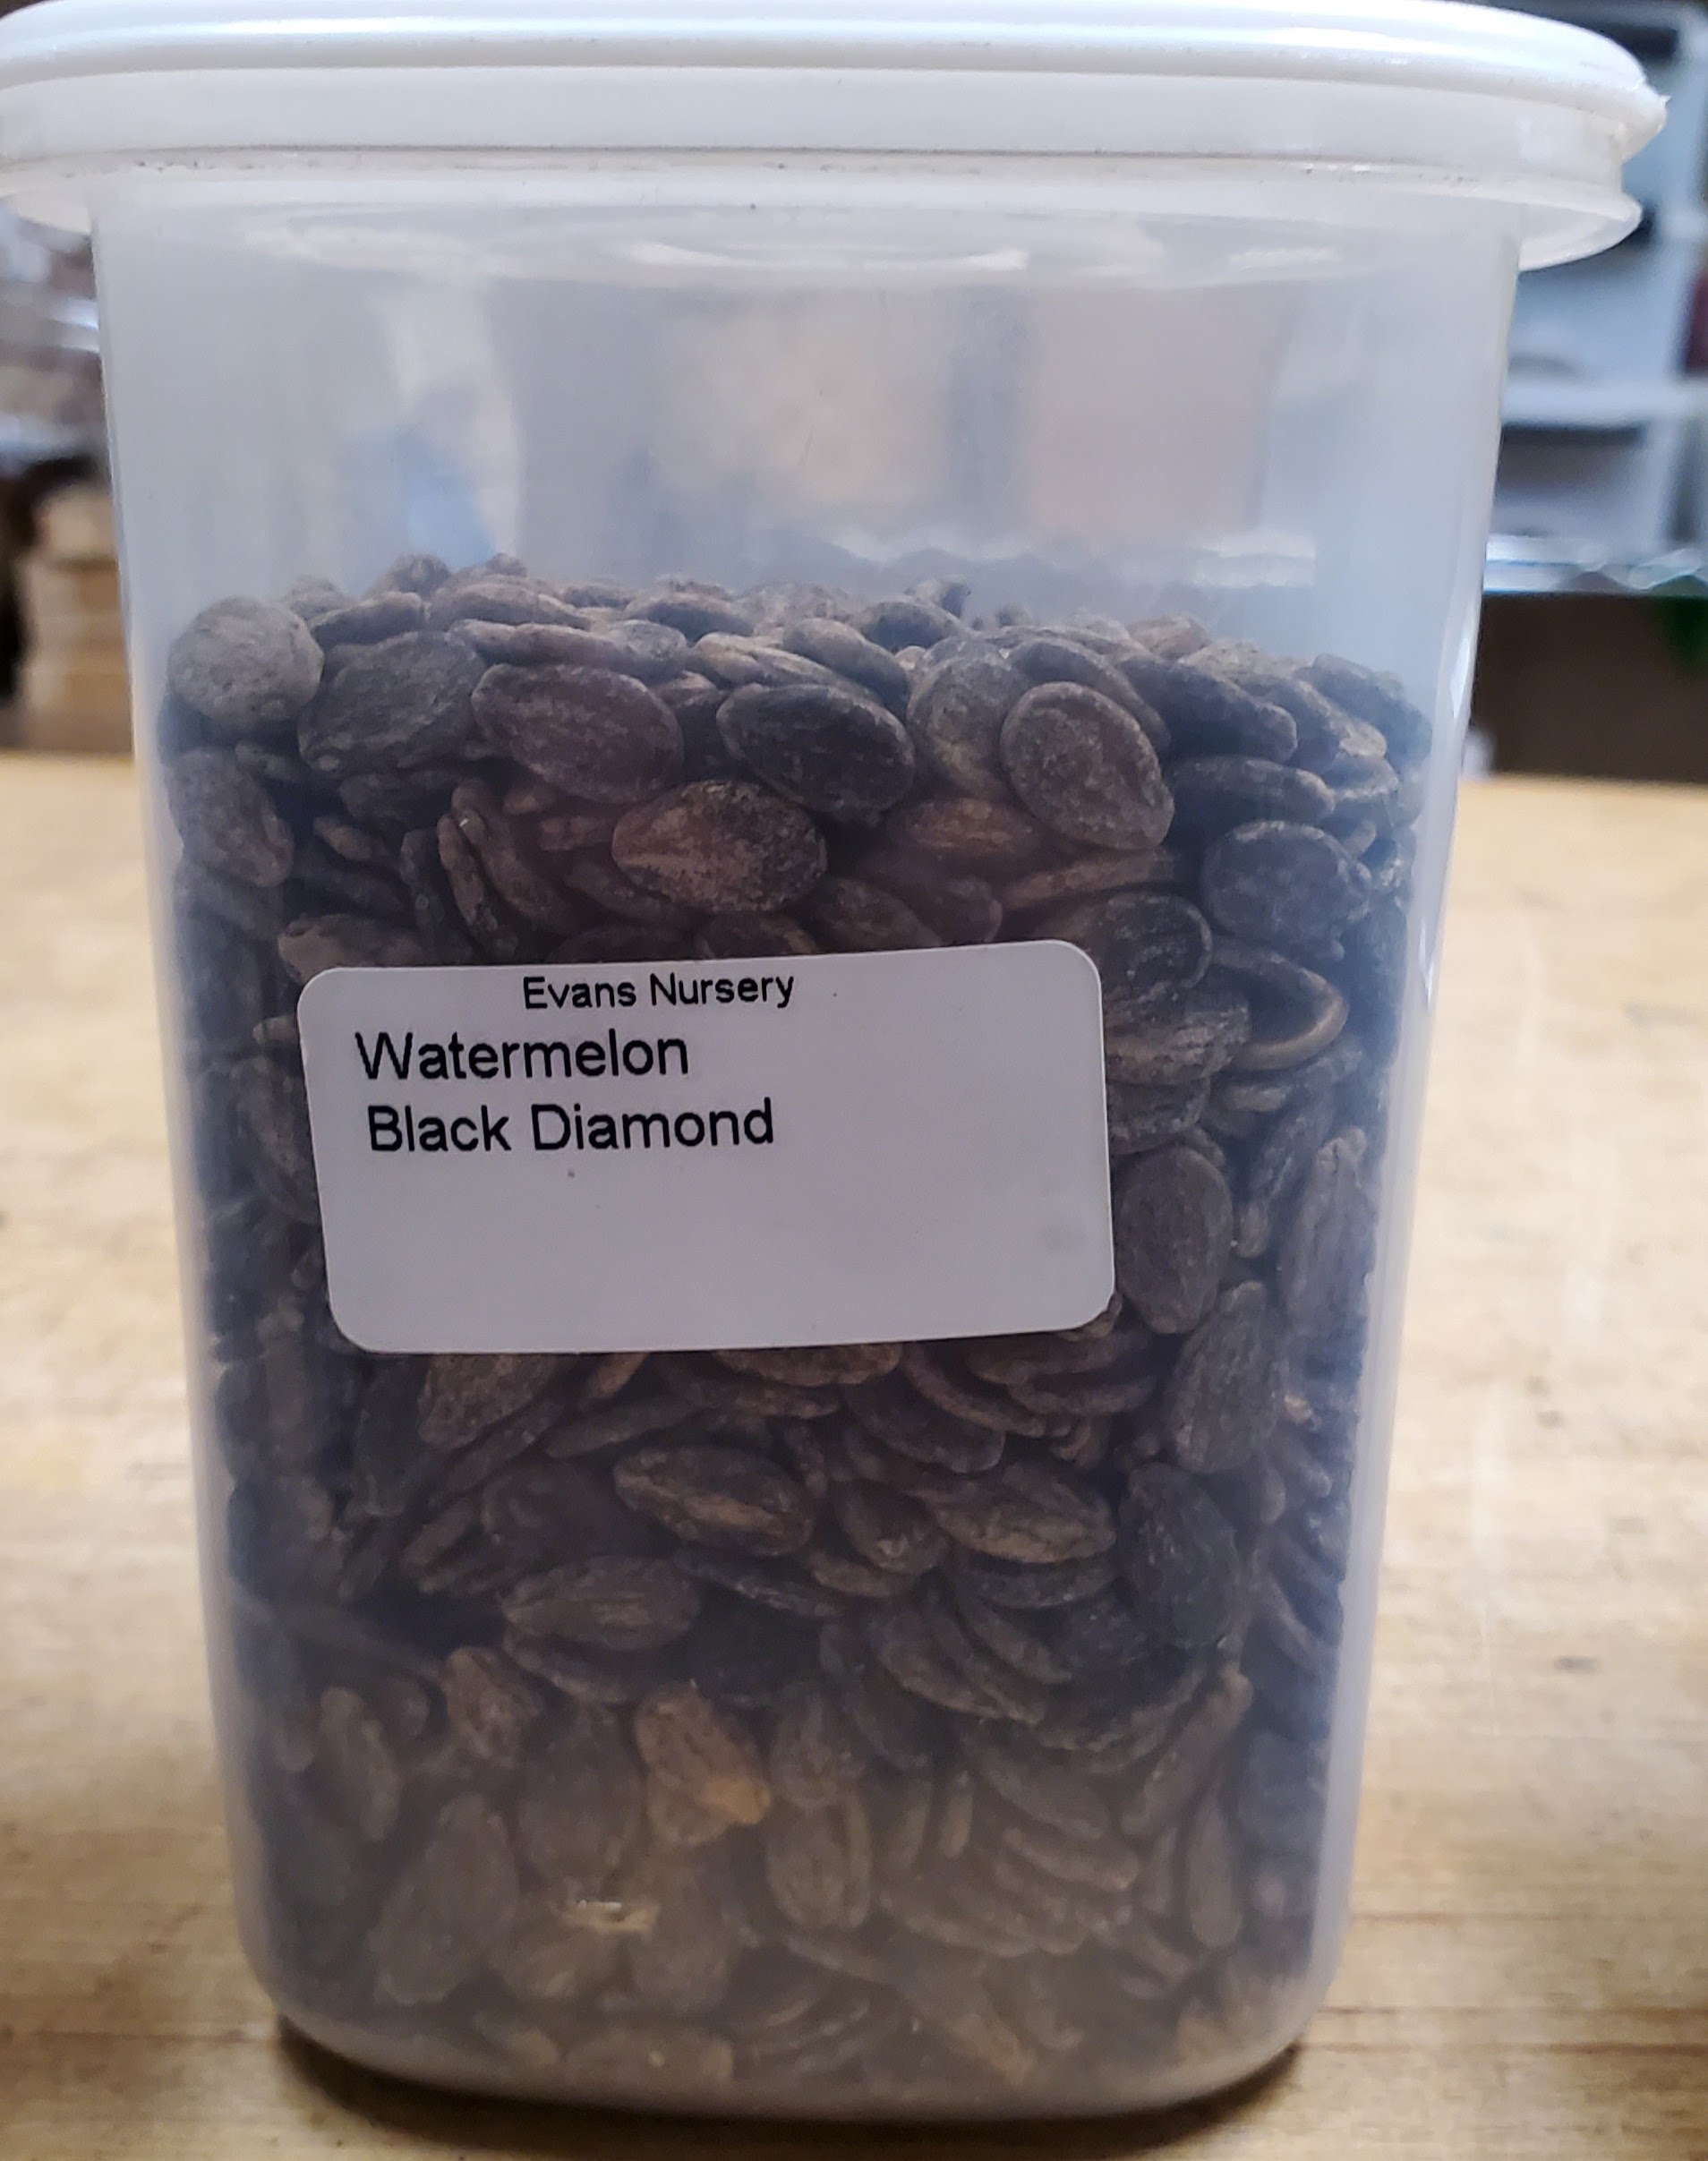 Evans Nursery
Watermelon
Black Diamond